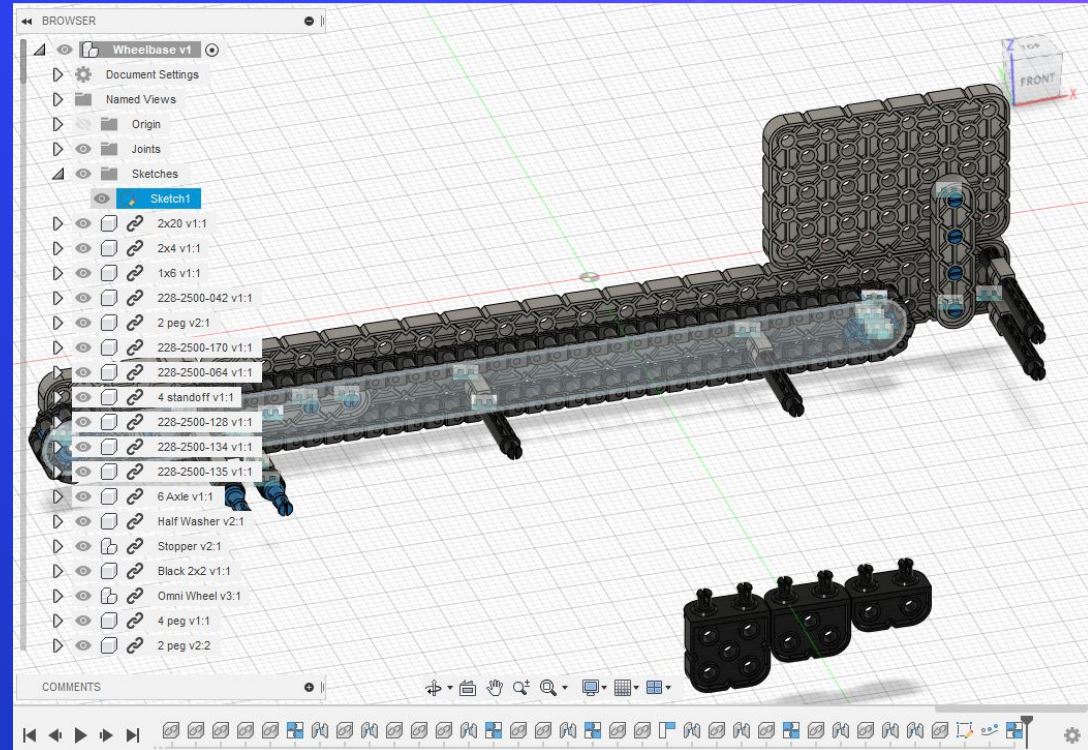 BROWSER
Wheelbase v1
Document Settings
Named Views
Origin
Joints
Sketches
Sketch1
2x20 v1:1
2x4 v1:1
1x6 v1:1
228-2500-042 v1:1
2 peg v2:1
228-2500-170 v1:1
228-2500-064 v1:1
4 standoff v1:1
228-2500-128 v1:1
228-2500-134 v1:1
228-2500-135 v1:1
6 Axle v1:1
Half Washer v2:1
Stopper v2:1
Black 2x2 v1:1
Omni Wheel v3:1
4 peg v1:1
2 peg v2:2
COMMENTS
Z
TOP
FRONT
X